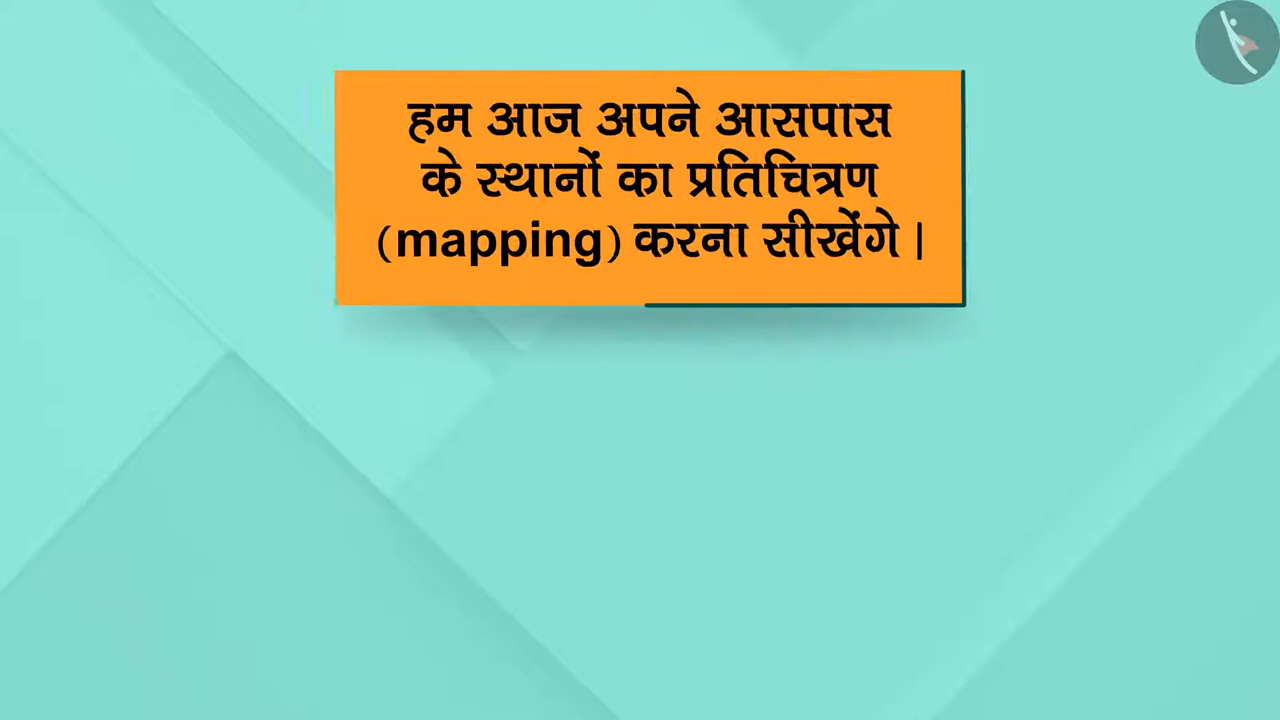 हम आज अपने आसपास
के स्थानों का प्रतिचित्रण
(mapping) करना सीखेंगे |